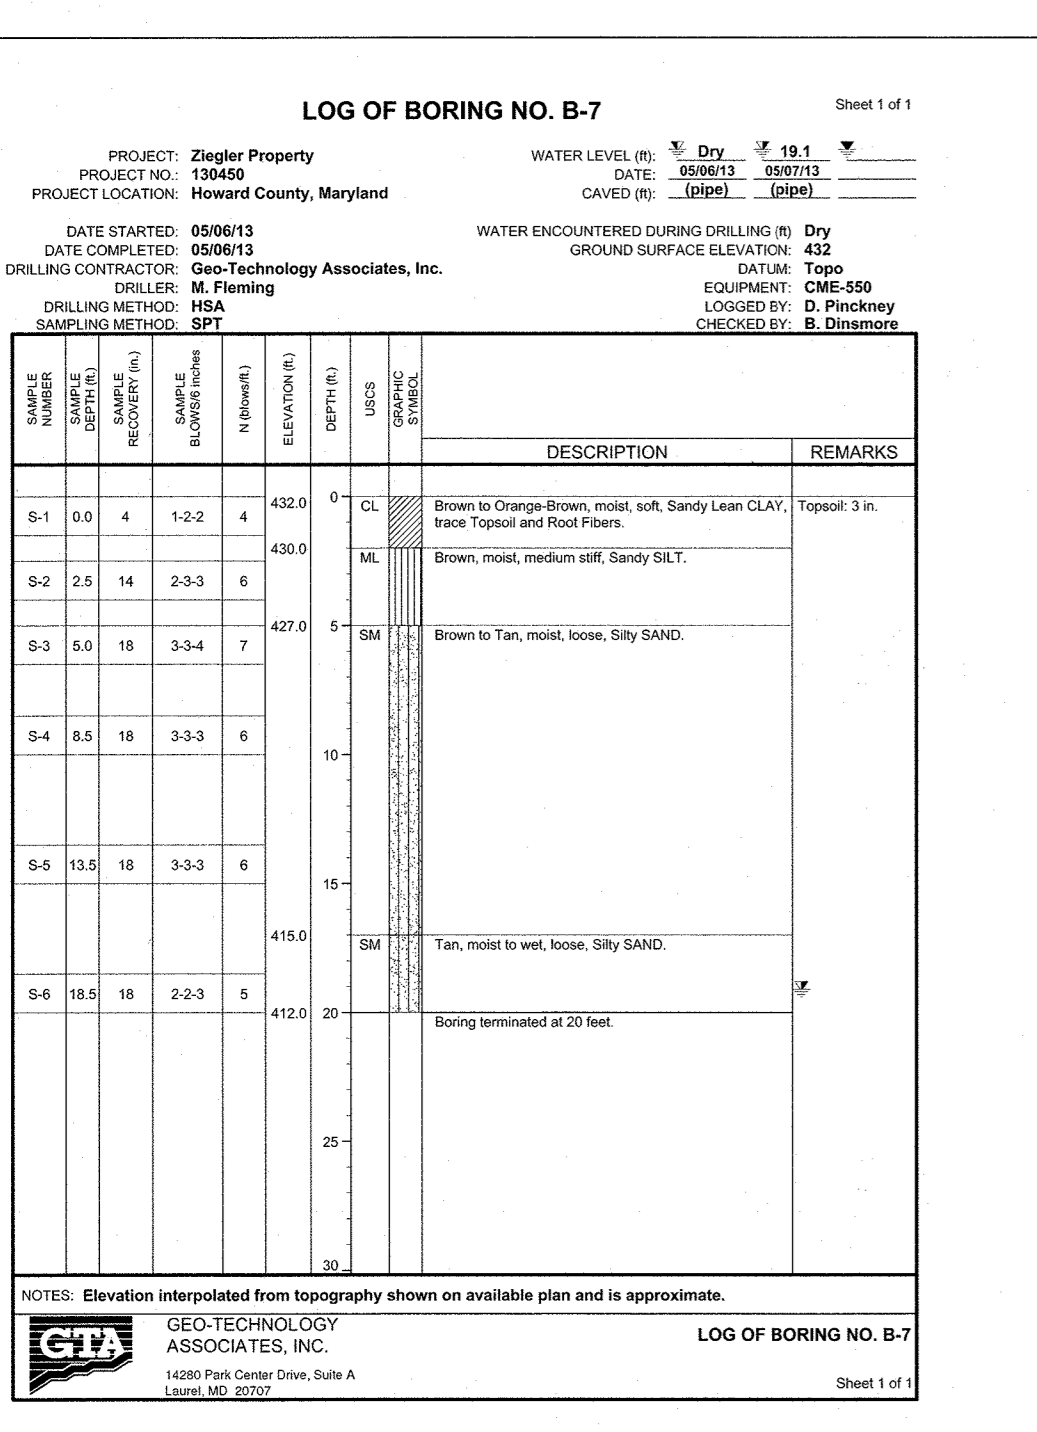 LOG OF BORING NO. B-7
Sheet 1 of 1
PROJECT: Ziegler Property
PROJECT NO.: 130450
PROJECT LOCATION: Howard County, Maryland
WATER LEVEL (ft): Dry 19.1
DATE: 05/06/13 05/07/13
CAVED (ft): (pipe) (pipe)
DATE STARTED: 05/06/13
DATE COMPLETED: 05/06/13
DRILLING CONTRACTOR: Geo-Technology Associates, Inc.
DRILLER: M. Fleming
DRILLING METHOD: HSA
SAMPLING METHOD: SPT
WATER ENCOUNTERED DURING DRILLING (ft) Dry
GROUND SURFACE ELEVATION: 432
DATUM: Topo
EQUIPMENT: CME-550
LOGGED BY: D. Pinckney
CHECKED BY: B. Dinsmore
SAMPLE NUMBER
SAMPLE DEPTH (ft.)
SAMPLE RECOVERY (in.)
SAMPLE BLOWS/6 inches
N (blows/ft.)
ELEVATION (ft.)
DEPTH (ft.)
USCS
GRAPHIC SYMBOL
DESCRIPTION
REMARKS
432.0 0 CL Brown to Orange-Brown, moist, soft, Sandy Lean CLAY, Topsoil: 3 in.
S-1 0.0 4 1-2-2 4 trace Topsoil and Root Fibers.
430.0 ML Brown, moist, medium stiff, Sandy SILT.
S-2 2.5 14 2-3-3 6
427.0 5 SM Brown to Tan, moist, loose, Silty SAND.
S-3 5.0 18 3-3-4 7
S-4 8.5 18 3-3-3 6
10
S-5 13.5 18 3-3-3 6
15
415.0 SM Tan, moist to wet, loose, Silty SAND.
S-6 18.5 18 2-2-3 5
412.0 20 Boring terminated at 20 feet.
25
30
NOTES: Elevation interpolated from topography shown on available plan and is approximate.
GTA
GEO-TECHNOLOGY
ASSOCIATES, INC.
14280 Park Center Drive, Suite A
Laurel, MD 20707
LOG OF BORING NO. B-7
Sheet 1 of 1